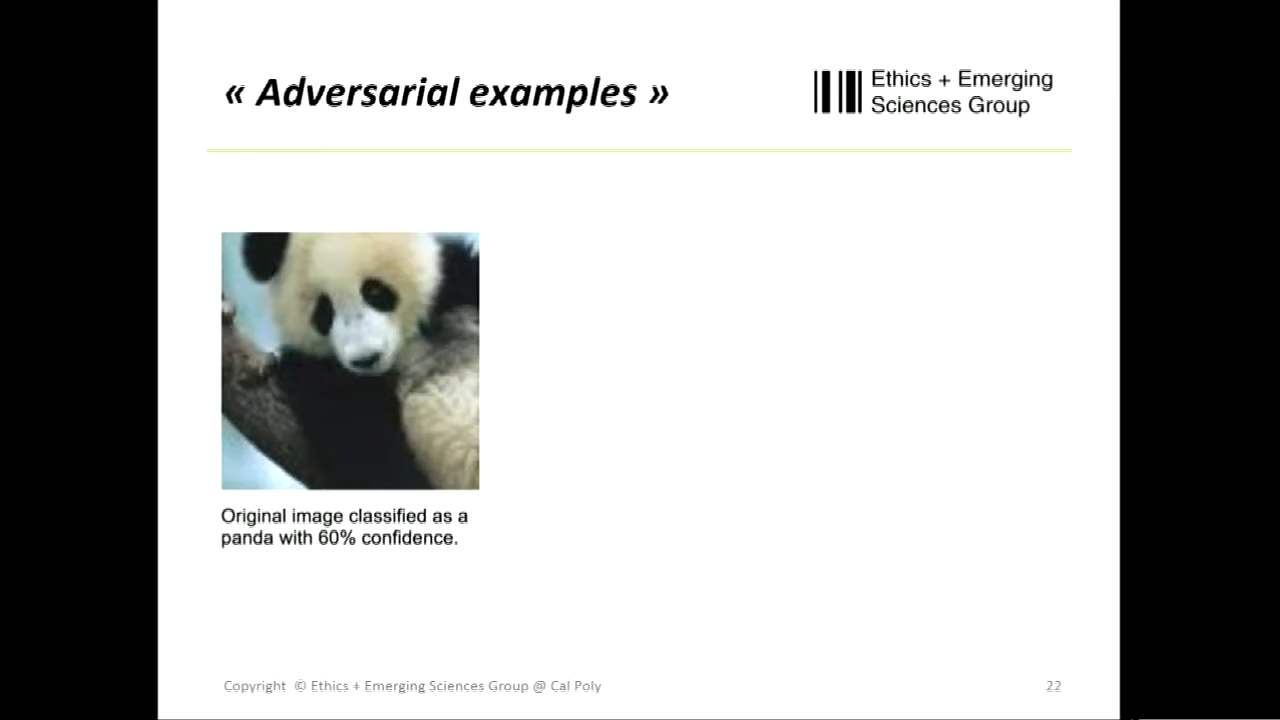 « Adversarial examples »
Ethics + Emerging
Sciences Group
Original image classified as a
panda with 60% confidence.
Copyright © Ethics + Emerging Sciences Group @ Cal Poly
22